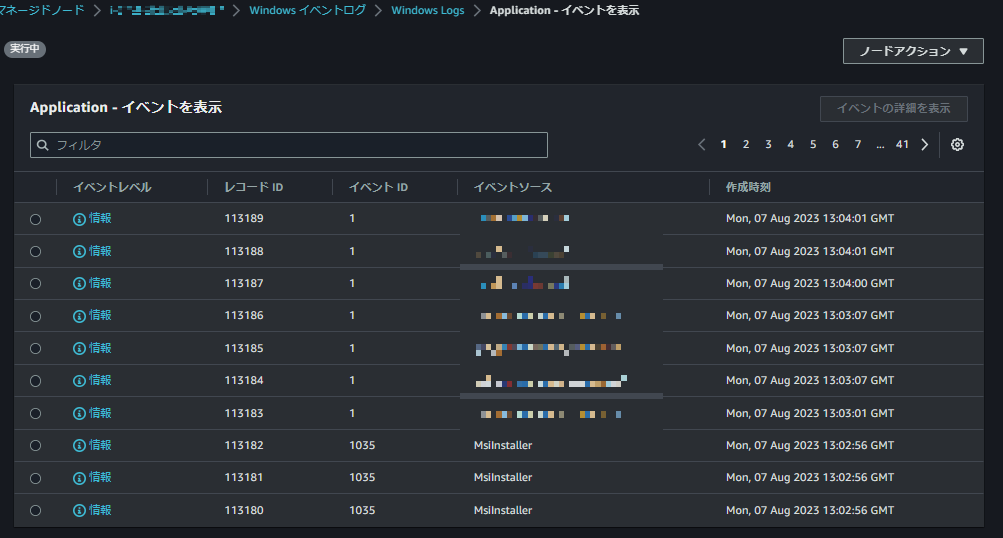 マネージドノード > > Windows イベントログ > Windows Logs > Application - イベントを表示
実行中
ノードアクション ▼
Application - イベントを表示
イベントの詳細を表示
フィルタ
< 1 2 3 4 5 6 7 ... 41 >
イベントレベル レコード ID イベント ID イベントソース 作成時刻
情報 113189 1 Mon, 07 Aug 2023 13:04:01 GMT
情報 113188 1 Mon, 07 Aug 2023 13:04:01 GMT
情報 113187 1 Mon, 07 Aug 2023 13:04:00 GMT
情報 113186 1 Mon, 07 Aug 2023 13:03:07 GMT
情報 113185 1 Mon, 07 Aug 2023 13:03:07 GMT
情報 113184 1 Mon, 07 Aug 2023 13:03:07 GMT
情報 113183 1 Mon, 07 Aug 2023 13:03:01 GMT
情報 113182 1035 MsiInstaller Mon, 07 Aug 2023 13:02:56 GMT
情報 113181 1035 MsiInstaller Mon, 07 Aug 2023 13:02:56 GMT
情報 113180 1035 MsiInstaller Mon, 07 Aug 2023 13:02:56 GMT